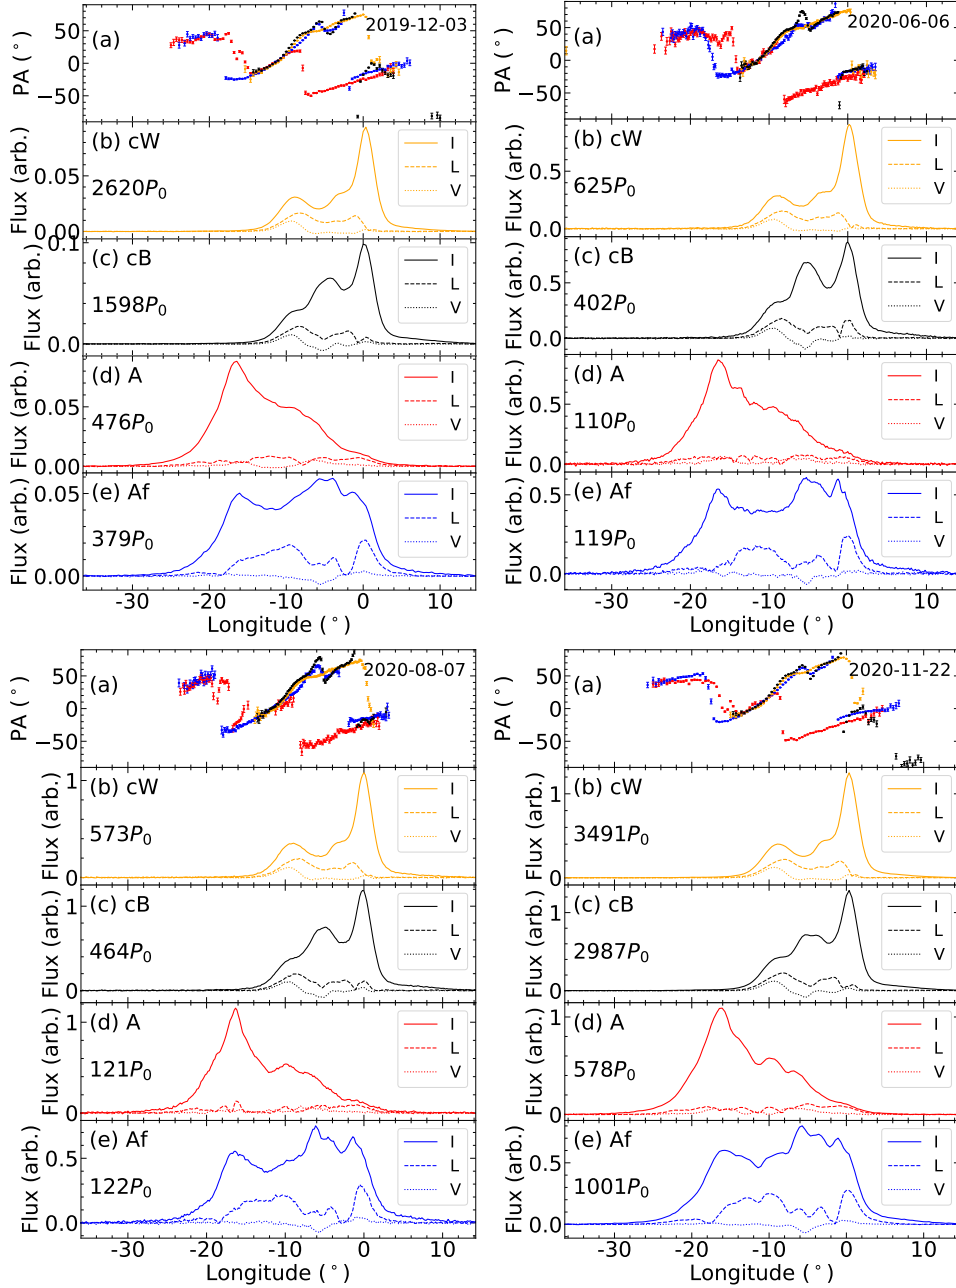 (a) 2019-12-03
PA (°)
50
0
−50
(b) cW
2620P₀
Flux (arb.)
0.05
0.00
I
L
V
(c) cB
1598P₀
Flux (arb.)
0.1
0.0
I
L
V
(d) A
476P₀
Flux (arb.)
0.05
0.00
I
L
V
(e) Af
379P₀
Flux (arb.)
0.05
0.00
I
L
V
-30 -20 -10 0 10
Longitude (°)
(a) 2020-06-06
PA (°)
50
0
−50
(b) cW
625P₀
Flux (arb.)
0.5
0.0
I
L
V
(c) cB
402P₀
Flux (arb.)
0.5
0.0
I
L
V
(d) A
110P₀
Flux (arb.)
0.5
0.0
I
L
V
(e) Af
119P₀
Flux (arb.)
0.5
0.0
I
L
V
-30 -20 -10 0 10
Longitude (°)
(a) 2020-08-07
PA (°)
50
0
−50
(b) cW
573P₀
Flux (arb.)
1
0
I
L
V
(c) cB
464P₀
Flux (arb.)
1
0
I
L
V
(d) A
121P₀
Flux (arb.)
1
0
I
L
V
(e) Af
122P₀
Flux (arb.)
0.5
0.0
I
L
V
-30 -20 -10 0 10
Longitude (°)
(a) 2020-11-22
PA (°)
50
0
−50
(b) cW
3491P₀
Flux (arb.)
1
0
I
L
V
(c) cB
2987P₀
Flux (arb.)
1
0
I
L
V
(d) A
578P₀
Flux (arb.)
1
0
I
L
V
(e) Af
1001P₀
Flux (arb.)
0.5
0.0
I
L
V
-30 -20 -10 0 10
Longitude (°)